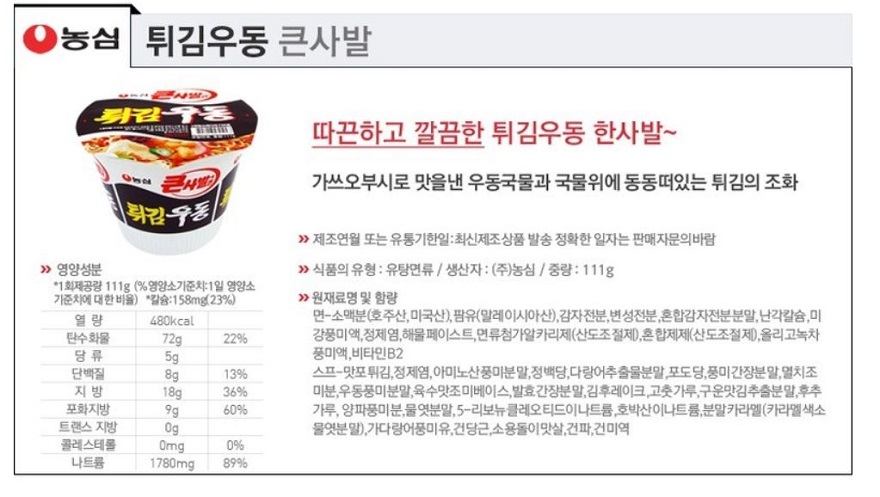 농심 튀김우동 큰사발
농심 큰사발
튀김우동
농심 큰사발
튀김우동
따끈하고 깔끔한 튀김우동 한사발~
가쓰오부시로 맛을낸 우동국물과 국물위에 동동떠있는 튀김의 조화
» 제조연월 또는 유통기한일:최신제조상품 발송 정확한 일자는 판매자문의바람
» 식품의 유형 : 유탕면류 / 생산자 : (주)농심 / 중량 : 111g
» 원재료명 및 함량
면-소맥분(호주산, 미국산),팜유(말레이시아산),감자전분,변성전분,혼합감자전분분말,난각칼슘,미
강풍미액,정제염,해물페이스트,면류첨가알카리제(산도조절제),혼합제제(산도조절제),올리고녹차
풍미액,비타민B2
스프-맛포튀김,정제염,아미노산풍미분말,정백당,다랑어추출물분말,포도당,풍미간장분말,멸치조
미분,우동풍미분말,육수맛조미베이스,발효간장분말,김후레이크,고춧가루,구운맛김추출분말,후추
가루, 양파풍미분,물엿분말,5-리보뉴클레오티드이나트륨,호박산이나트륨,분말카라멜(카라멜색소
물엿분말),가다랑어풍미유,건당근,소용돌이맛살,건파,건미역
» 영양성분
*1회제공량 111g (%영양소기준치:1일 영양소
기준치에 대한 비율) *칼슘:158mg(23%)
열 량 480kcal
탄수화물 72g 22%
당 류 5g
단백질 8g 13%
지 방 18g 36%
포화지방 9g 60%
트랜스 지방 0g
콜레스테롤 0mg 0%
나트륨 1780mg 89%